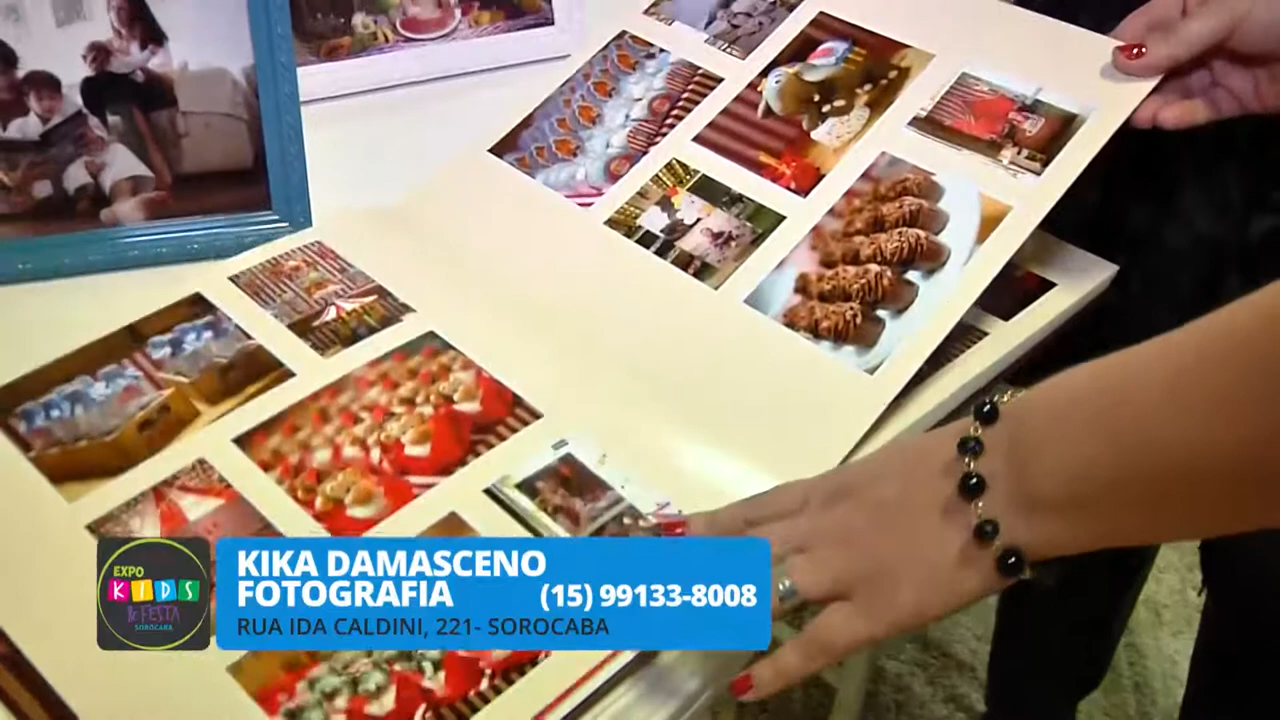 EXPO
KIDS
& FESTA
SOROCABA
KIKA DAMASCENO
FOTOGRAFIA (15) 99133-8008
RUA IDA CALDINI, 221- SOROCABA